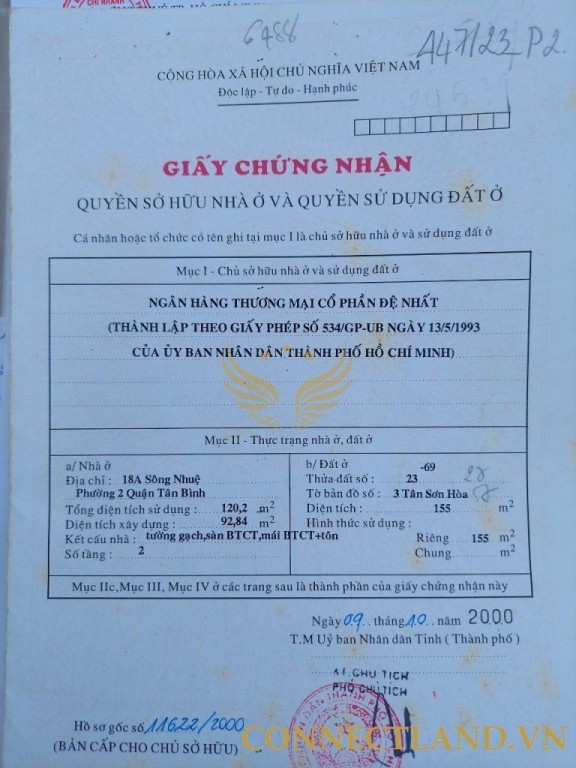 6488
A47/23 P2.
CỘNG HÒA XÃ HỘI CHỦ NGHĨA VIỆT NAM
Độc lập - Tự do - Hạnh phúc
GIẤY CHỨNG NHẬN
QUYỀN SỞ HỮU NHÀ Ở VÀ QUYỀN SỬ DỤNG ĐẤT Ở
Cá nhân hoặc tổ chức có tên ghi tại mục I là chủ sở hữu nhà ở và sử dụng đất ở
Mục I - Chủ sở hữu nhà ở và sử dụng đất ở
NGÂN HÀNG THƯƠNG MẠI CỔ PHẦN ĐỆ NHẤT
(THÀNH LẬP THEO GIẤY PHÉP SỐ 534/GP-UB NGÀY 13/5/1993
CỦA ỦY BAN NHÂN DÂN THÀNH PHỐ HỒ CHÍ MINH)
Mục II - Thực trạng nhà ở, đất ở
a/ Nhà ở
Địa chỉ : 18A Sông Nhuệ
Phường 2 Quận Tân Bình
Tổng diện tích sử dụng : 120,2 m2
Diện tích xây dựng : 92,84 m2
Kết cấu nhà : tường gạch,sàn BTCT,mái BTCT+tôn
Số tầng : 2
b/ Đất ở -69
Thửa đất số : 23
Tờ bản đồ số : 3 Tân Sơn Hòa
Diện tích : 155 m2
Hình thức sử dụng :
Riêng 155 m2
Chung m2
Mục IIc,Mục III, Mục IV ở các trang sau là thành phần của giấy chứng nhận này
Ngày 09 tháng 10 năm 2000
T.M Uỷ ban Nhân dân Tỉnh ( Thành phố )
KT CHỦ TỊCH
PHÓ CHỦ TỊCH
Hồ sơ gốc số 11622/2000
(BẢN CẤP CHO CHỦ SỞ HỮU)
CONNECTLAND.VN